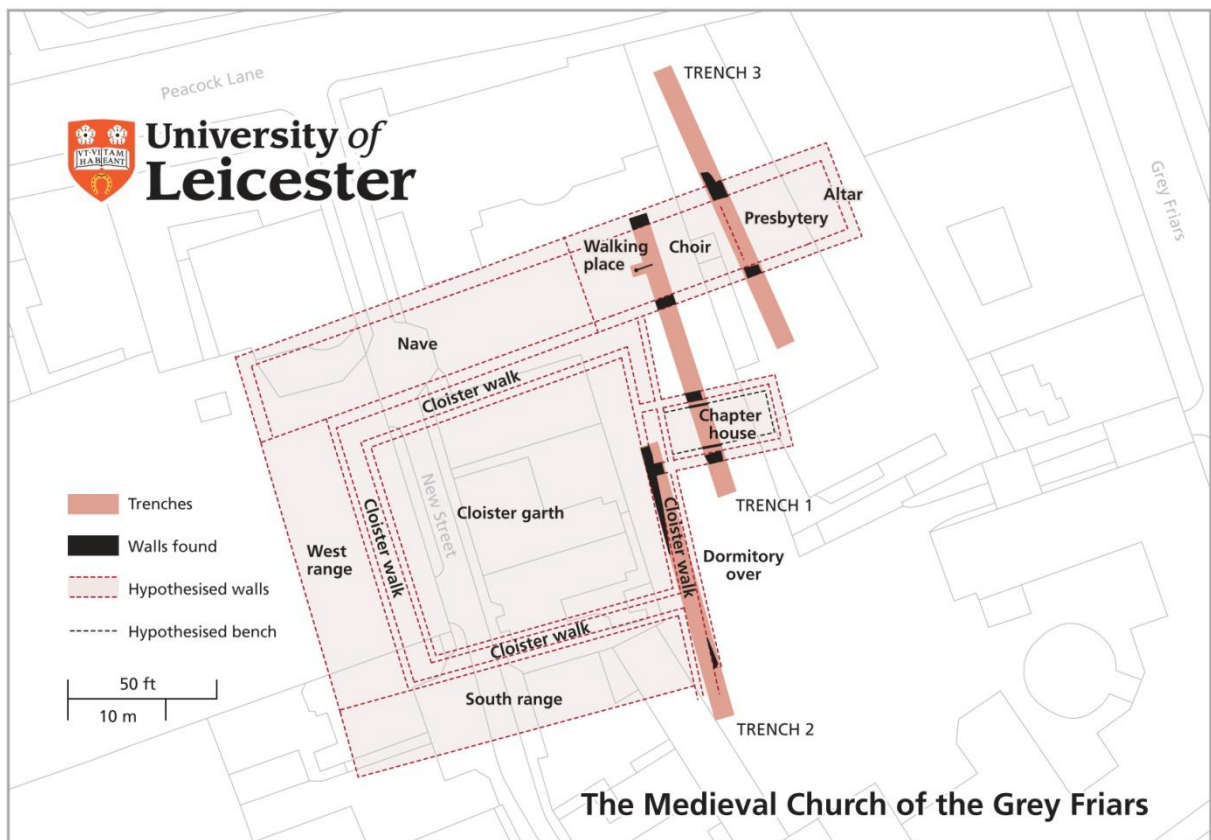 Peacock Lane
TRENCH 3
University of
Leicester
VT·VI TAM
HAB EANT
Grey Friars
Altar
Presbytery
Walking
place
Choir
Nave
Cloister walk
Chapter
house
Trenches
Walls found
Hypothesised walls
Hypothesised bench
Cloister walk
New Street
Cloister garth
West
range
Cloister walk
TRENCH 1
Dormitory
over
Cloister walk
South range
50 ft
10 m
TRENCH 2
The Medieval Church of the Grey Friars